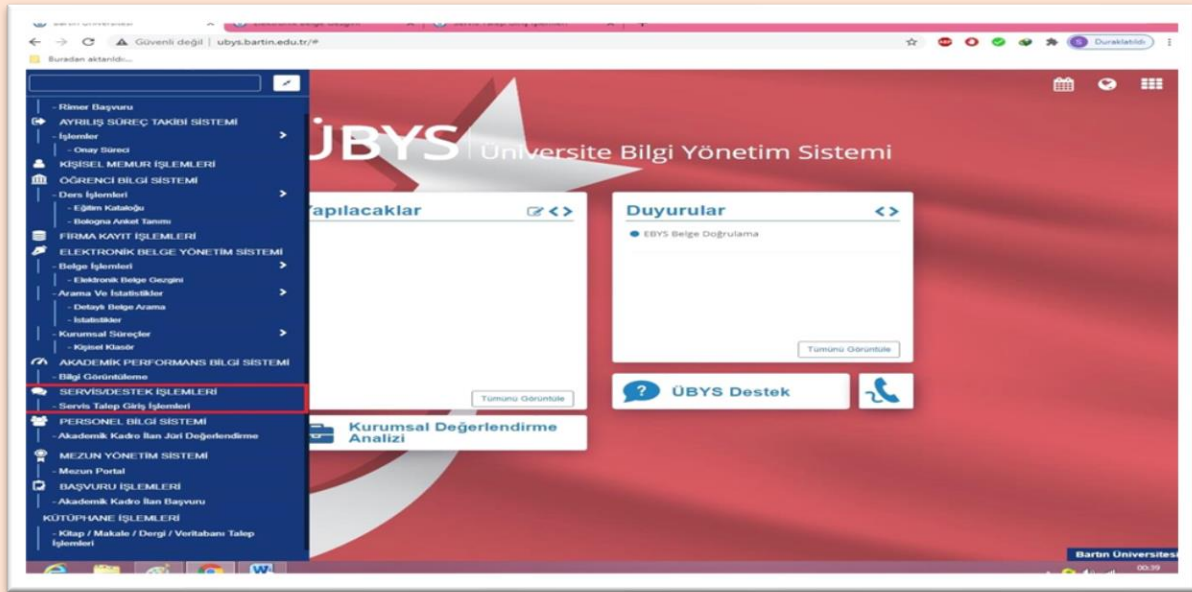 Güvenli değil | ubys.bartin.edu.tr/#
Duraklatıldı
Buradan aktarıldı...
- Rimer Başvuru
AYRILIŞ SÜREÇ TAKİBİ SİSTEMİ
- İşlemler
- Onay Süreci
KİŞİSEL MEMUR İŞLEMLERİ
ÖĞRENCİ BİLGİ SİSTEMİ
- Ders İşlemleri
- Eğitim Kataloğu
- Bologna Anket Tanımı
FİRMA KAYIT İŞLEMLERİ
ELEKTRONİK BELGE YÖNETİM SİSTEMİ
- Belge İşlemleri
- Elektronik Belge Gezgini
- Arama Ve İstatistikler
- Detaylı Belge Arama
- İstatistikler
- Kurumsal Süreçler
- Kişisel Klasör
AKADEMİK PERFORMANS BİLGİ SİSTEMİ
- Bilgi Görüntüleme
SERVİS/DESTEK İŞLEMLERİ
- Servis Talep Giriş İşlemleri
PERSONEL BİLGİ SİSTEMİ
- Akademik Kadro İlan Jüri Değerlendirme
MEZUN YÖNETİM SİSTEMİ
- Mezun Portal
BAŞVURU İŞLEMLERİ
- Akademik Kadro İlan Başvuru
KÜTÜPHANE İŞLEMLERİ
- Kitap / Makale / Dergi / Veritabanı Talep
İşlemleri
ÜBYS Üniversite Bilgi Yönetim Sistemi
Yapılacaklar
Tümünü Görüntüle
Kurumsal Değerlendirme
Analizi
Duyurular
EBYS Belge Doğrulama
Tümünü Görüntüle
ÜBYS Destek
Bartın Üniversitesi
00:39